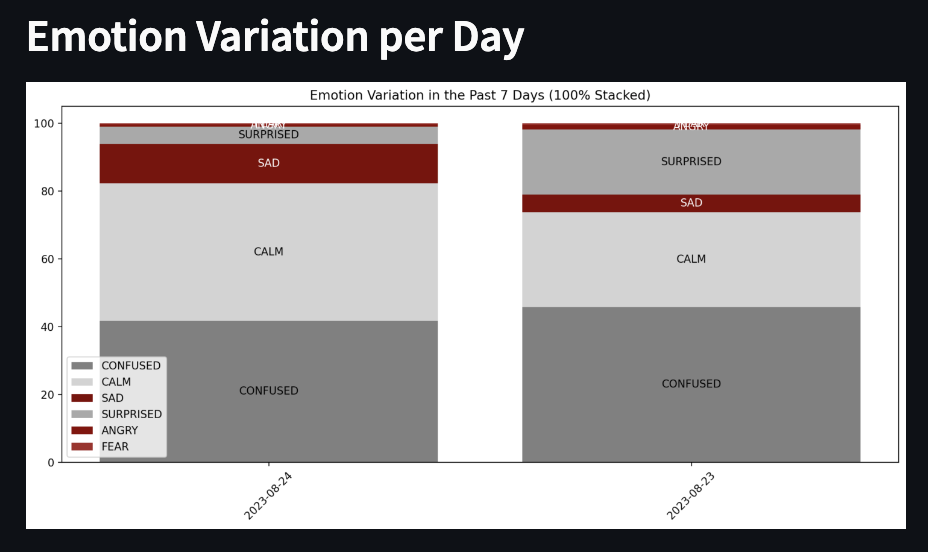 Emotion Variation per Day
Emotion Variation in the Past 7 Days (100% Stacked)
100
80
60
40
20
0
SURPRISED
SAD
CALM
CONFUSED
ANGRY
SURPRISED
SAD
CALM
CONFUSED
CONFUSED
CALM
SAD
SURPRISED
ANGRY
FEAR
2023-08-24
2023-08-23